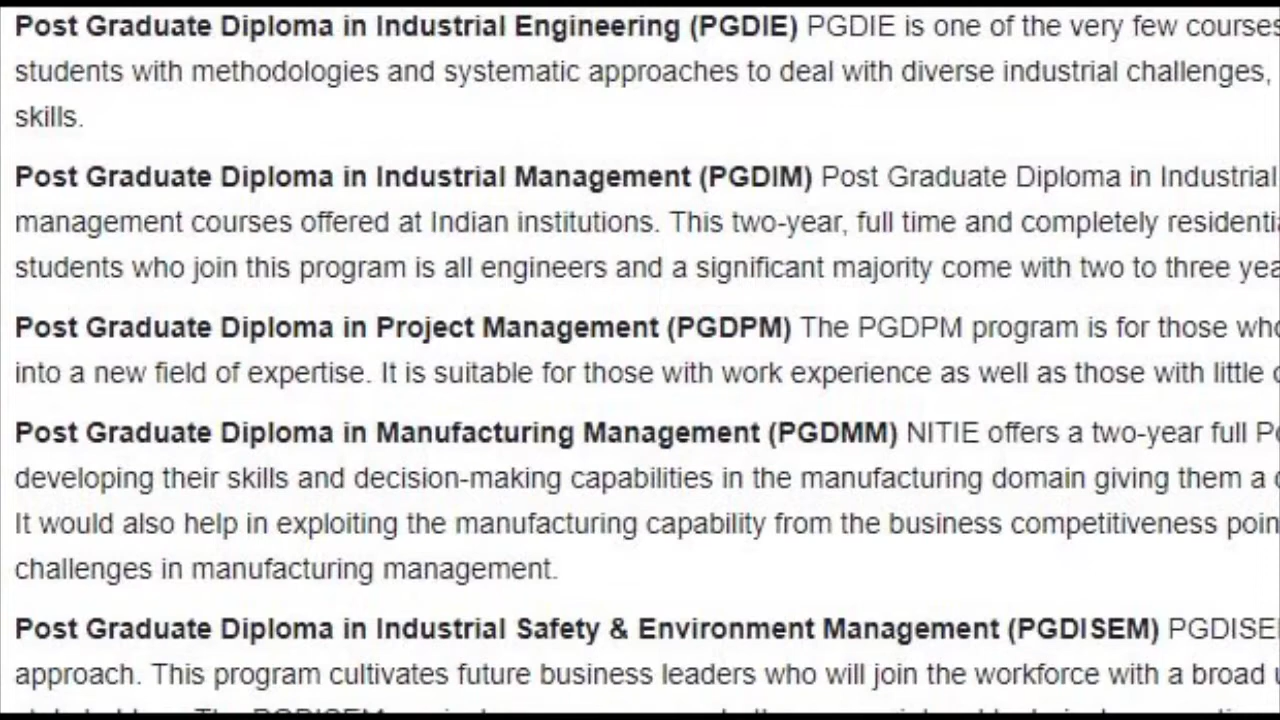 Post Graduate Diploma in Industrial Engineering (PGDIE) PGDIE is one of the very few courses
students with methodologies and systematic approaches to deal with diverse industrial challenges,
skills.
Post Graduate Diploma in Industrial Management (PGDIM) Post Graduate Diploma in Industrial
management courses offered at Indian institutions. This two-year, full time and completely
students who join this program is all engineers and a significant majority come with two to three
Post Graduate Diploma in Project Management (PGDPM) The PGDPM program is for those
into a new field of expertise. It is suitable for those with work experience as well as those with little
Post Graduate Diploma in Manufacturing Management (PGDMM) NITIE offers a two-year full
developing their skills and decision-making capabilities in the manufacturing domain giving them a
It would also help in exploiting the manufacturing capability from the business competitiveness
challenges in manufacturing management.
Post Graduate Diploma in Industrial Safety & Environment Management (PGDISEM)
approach. This program cultivates future business leaders who will join the workforce with a broad